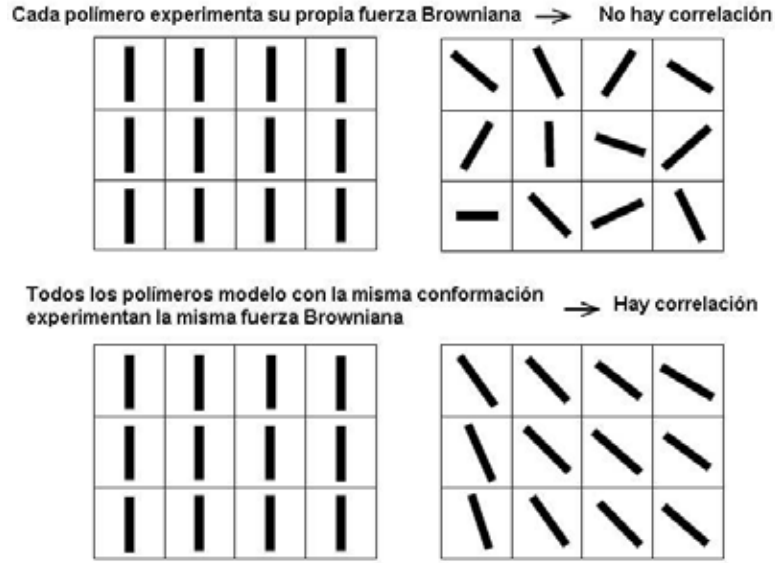 Cada polímero experimenta su propia fuerza Browniana → No hay correlación
Todos los polímeros modelo con la misma conformación
experimentan la misma fuerza Browniana → Hay correlación